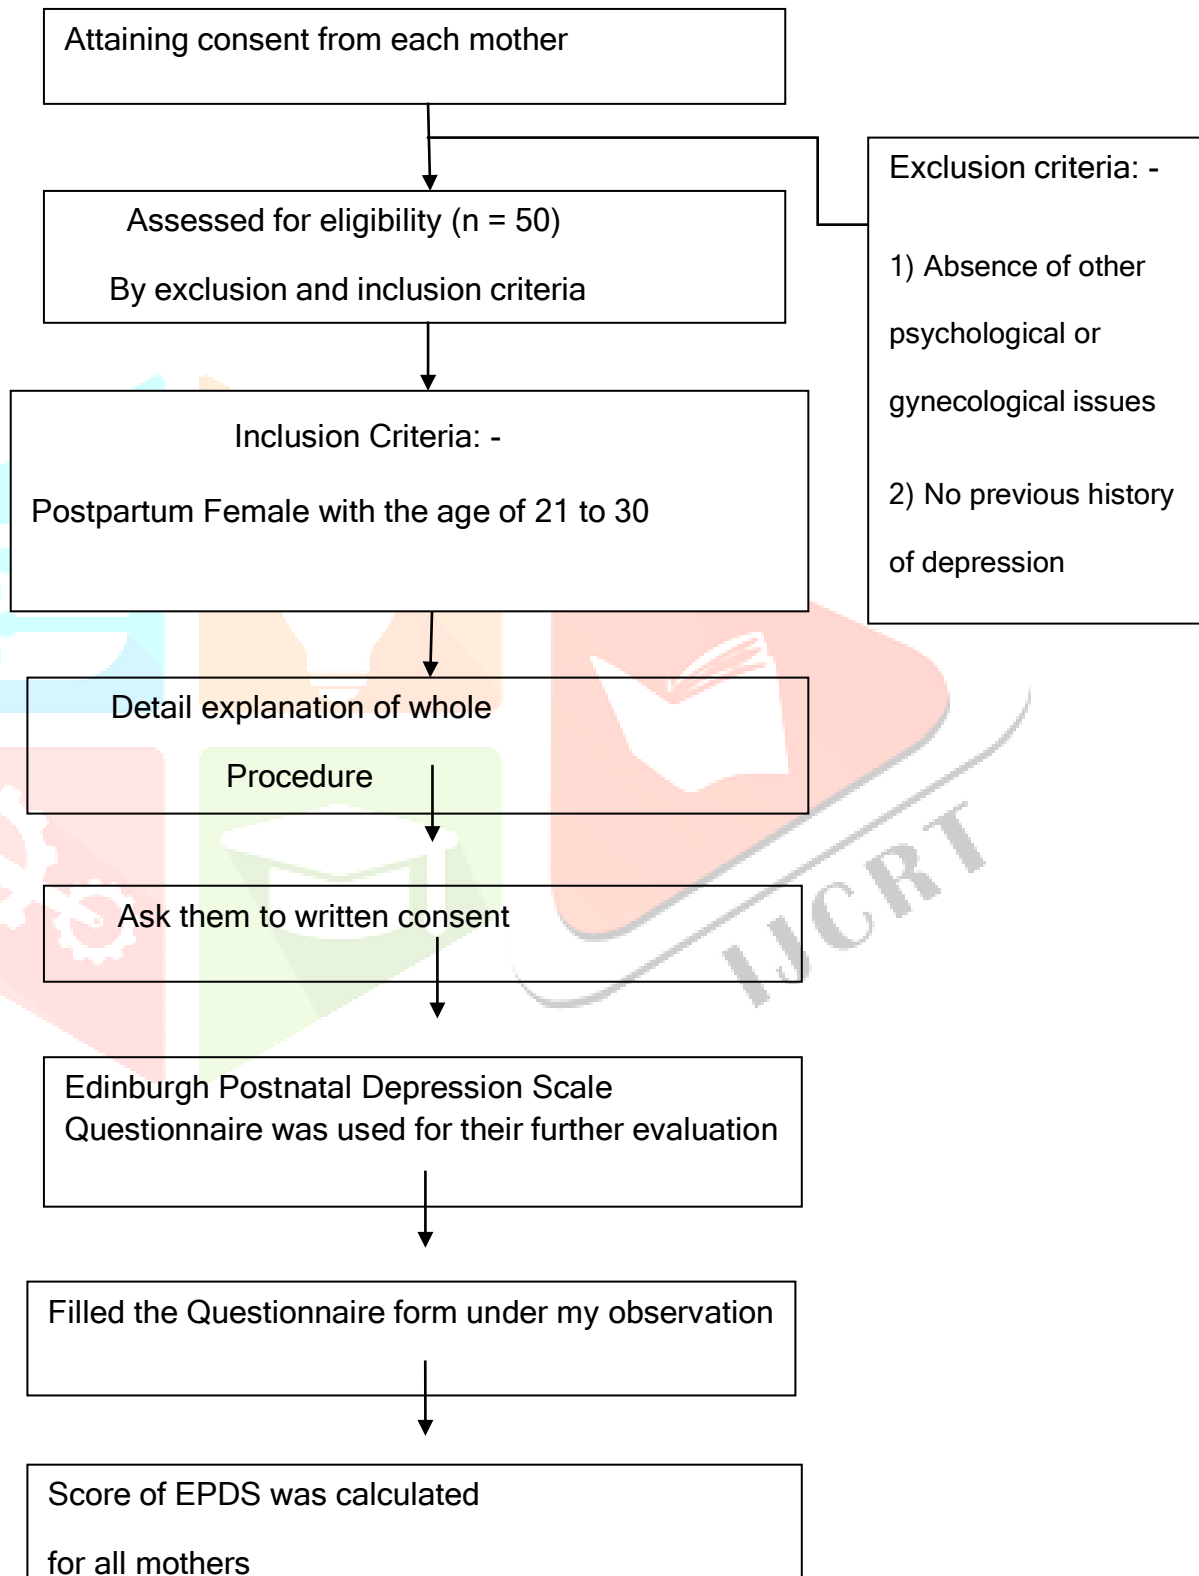 Attaining consent from each mother
Assessed for eligibility (n = 50)
By exclusion and inclusion criteria
Exclusion criteria: -
1) Absence of other
psychological or
gynecological issues
2) No previous history
of depression
Inclusion Criteria: -
Postpartum Female with the age of 21 to 30
Detail explanation of whole
Procedure
Ask them to written consent
Edinburgh Postnatal Depression Scale
Questionnaire was used for their further evaluation
Filled the Questionnaire form under my observation
Score of EPDS was calculated
for all mothers
IJCRT